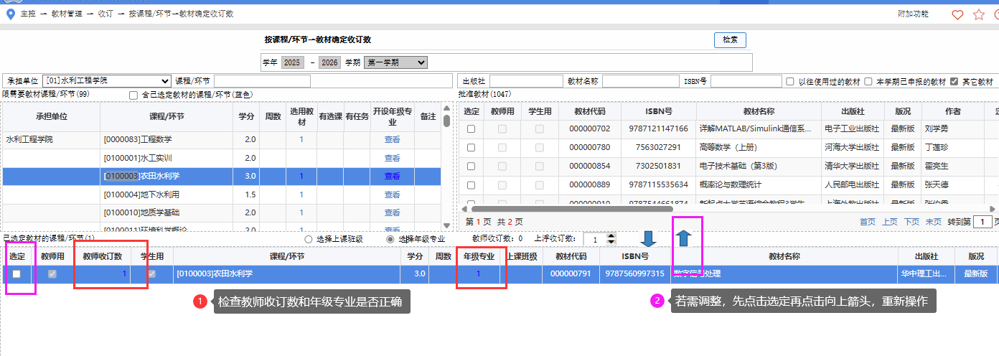 主控 → 教材管理 → 收订 → 按课程/环节→教材确定收订数 附加功能
按课程/环节→教材确定收订数 检索
学年 2025 - 2026 学期 第一学期
承担单位 [01]水利工程学院 课程/环节 出版社 教材名称 ISBN号 以往使用过的教材 本学期已申报的教材 其它教材
限需要教材课程/环节(99) 含已选定教材的课程/环节(蓝色) 批准教材(1047)
承担单位 课程/环节 学分 周数 选用教材 有选课 有任务 开设年级专业 备注 选定 教师用 学生用 教材代码 ISBN号 教材名称 出版社 版况 作者
水利工程学院 [0000083]工程数学 2.0 1 查看 000000702 9787121147166 详解MATLAB/Simulink通信系... 电子工业出版社 最新版 刘学勇
[0100001]水工实训 2.0 查看 000000780 7563027291 高等数学（上册） 河海大学出版社 最新版 丁莲珍
[0100003]农田水利学 3.0 1 查看 000000854 7302501831 电子技术基础（第3版） 清华大学出版社 最新版 霍亮生
[0100004]地下水利用 1.5 查看 000000889 9787115535634 概率论与数理统计 人民邮电出版社 最新版 张天德
[0100010]地质学基础 2.0 查看 000000910 9787544661874
[0100011]环境科学概论 2.0
第 1 页 共 2 页 首页 上页 下页 末页 转到第 1 页
已选定教材的课程/环节(1) 选择上课班级 选择年级专业 教师收订数：0 上浮收订数： 1
选定 教师用 教师收订数 学生用 课程/环节 学分 周数 年级专业 上课班级 教材代码 ISBN号 教材名称 出版社 版况
1 [0100003]农田水利学 3.0 1 000000791 9787560997315 数字信号处理 华中理工出... 最新版
1 检查教师收订数和年级专业是否正确
2 若需调整，先点击选定再点击向上箭头，重新操作